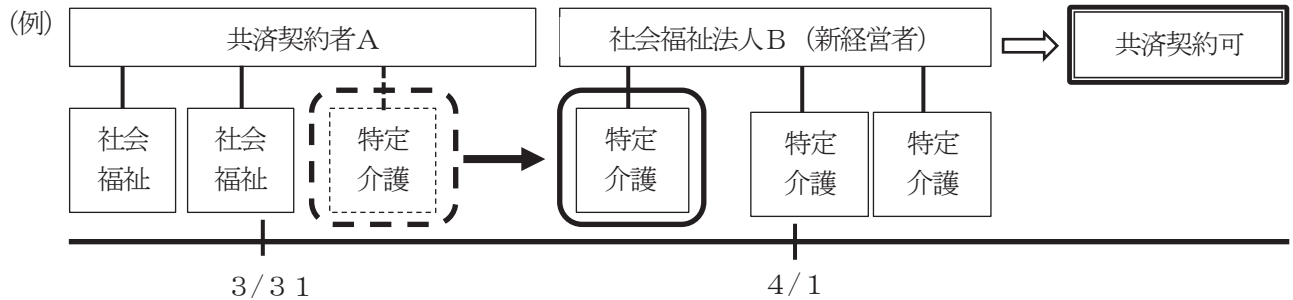 (例)
共済契約者A
社会福祉法人B (新経営者)
共済契約可
社会
福祉
社会
福祉
特定
介護
特定
介護
特定
介護
特定
介護
3/31
4/1